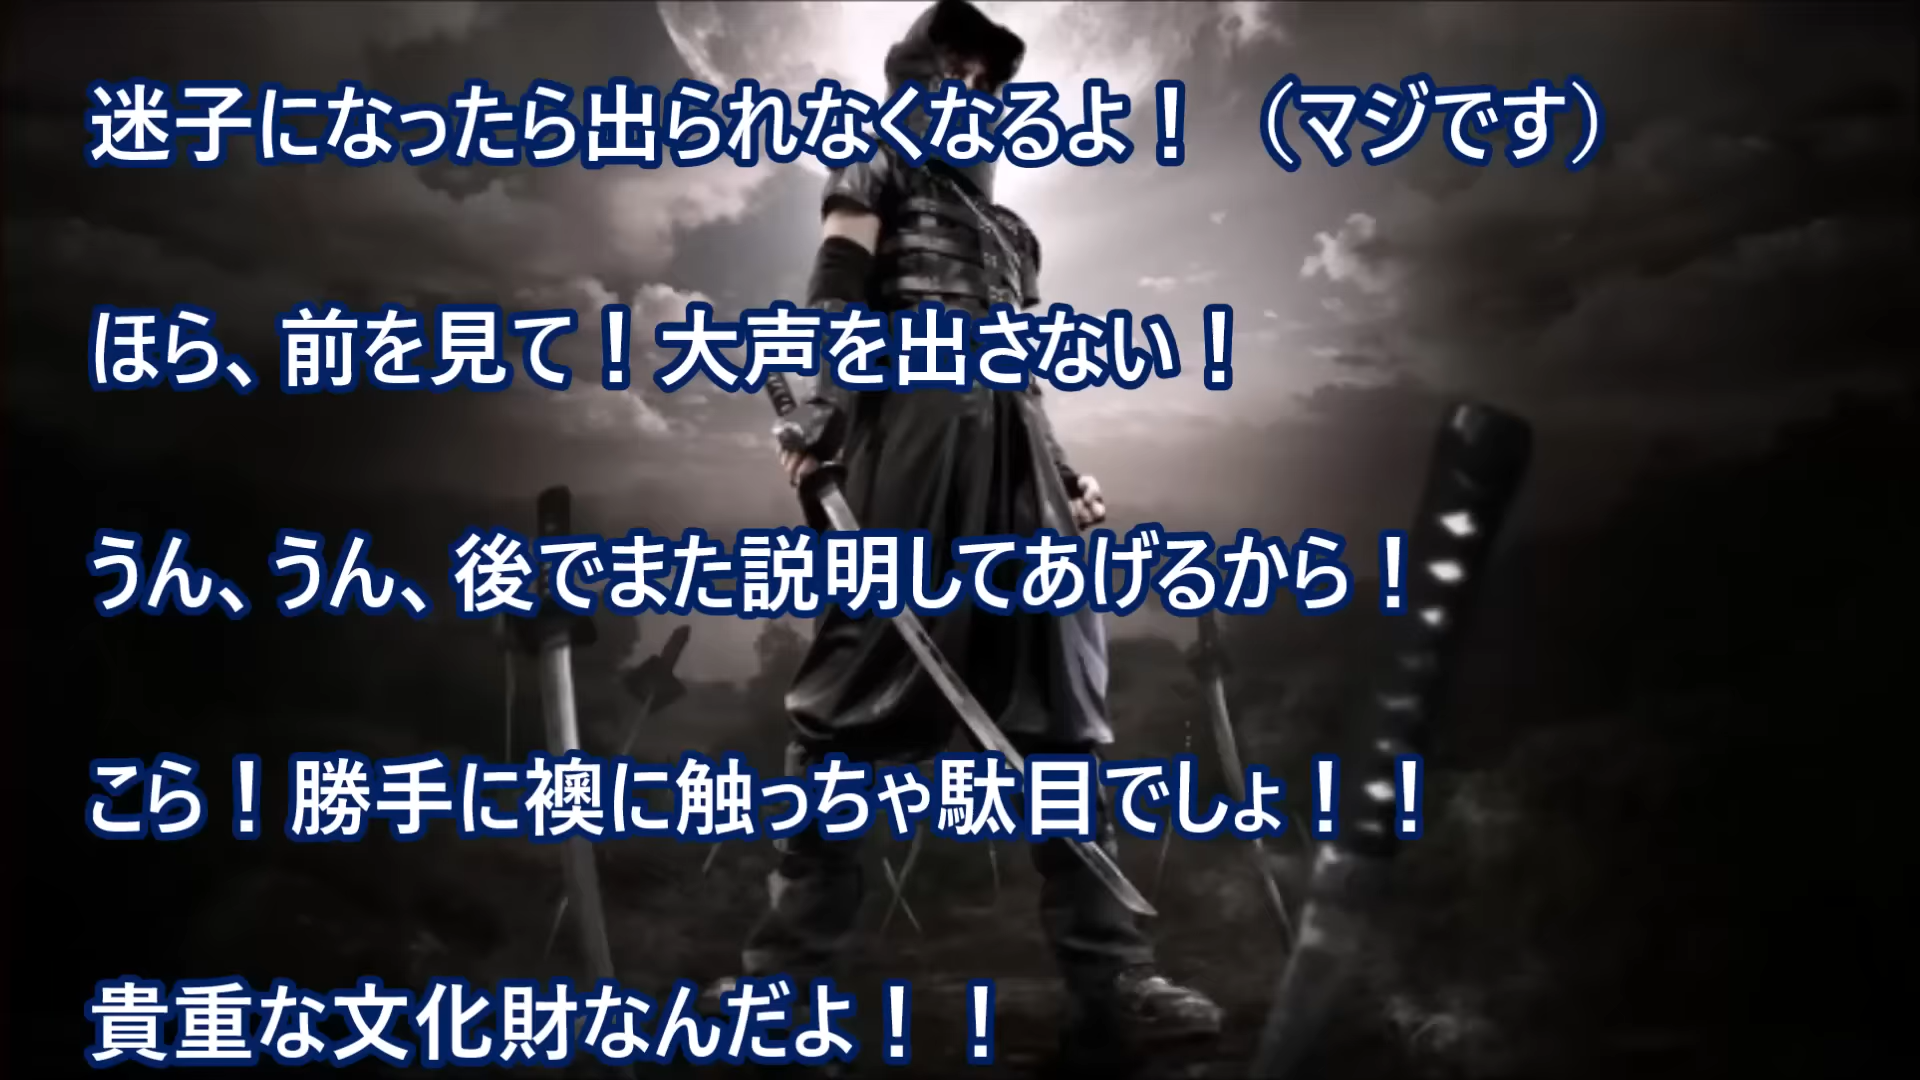 迷子になったら出られなくなるよ！　（マジです）
ほら、前を見て！大声を出さない！
うん、うん、後でまた説明してあげるから！
こら！勝手に襖に触っちゃ駄目でしょ！！
貴重な文化財なんだよ！！